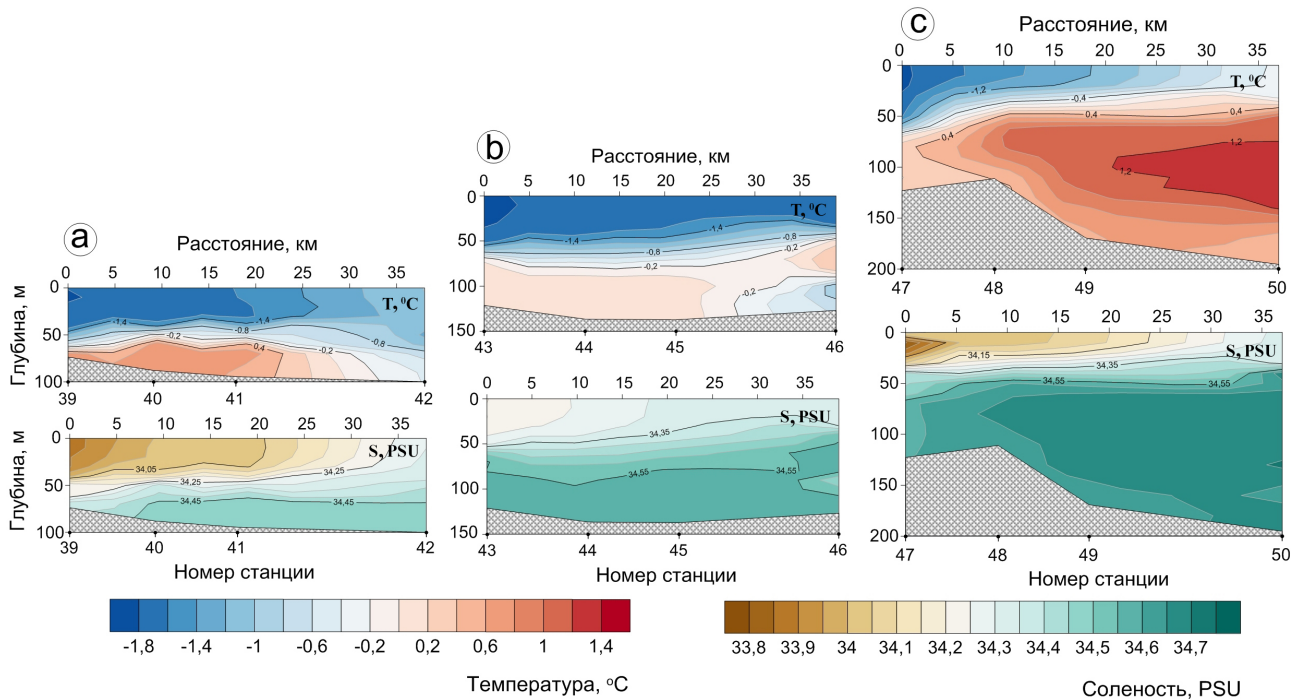 a
Расстояние, км
0 5 10 15 20 25 30 35
Глубина, м
0
50
100
T, ⁰C
-1,4 -1,4 -0,8 -0,8 -0,2 -0,2 0,4
39 40 41 42
0 5 10 15 20 25 30 35
Глубина, м
0
50
100
S, PSU
34,05 34,25 34,25 34,45 34,45
39 40 41 42
Номер станции
b
Расстояние, км
0 5 10 15 20 25 30 35
0
50
100
150
T, ⁰C
-1,4 -1,4 -0,8 -0,8 -0,2 -0,2 -0,2
43 44 45 46
0 5 10 15 20 25 30 35
0
50
100
150
S, PSU
34,35 34,35 34,55 34,55
43 44 45 46
Номер станции
c
Расстояние, км
0 5 10 15 18 21 27 32
0
50
100
150
200
T, ⁰C
-1,2 -0,4 0,4 0,4 0,4 1,2 1,2
47 48 49 50
0 5 10 15 18 21 27 32
0
50
100
150
200
S, PSU
34,15 34,35 34,55 34,55
47 48 49 50
Номер станции
-1,8 -1,4 -1 -0,6 -0,2 0,2 0,6 1 1,4
Температура, ºC
33,8 33,9 34 34,1 34,2 34,3 34,4 34,5 34,6 34,7
Соленость, PSU